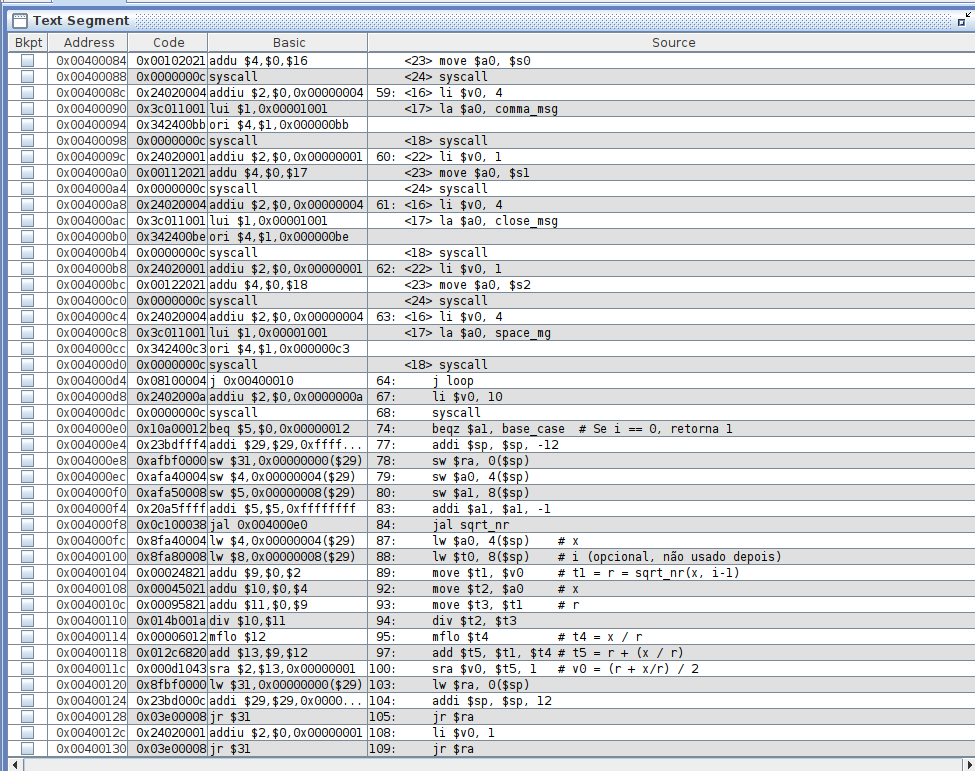 Text Segment
Bkpt Address Code Basic Source
0x00400084 0x00102021 addu $4,$0,$16 <23> move $a0, $s0
0x00400088 0x0000000c syscall <24> syscall
0x0040008c 0x24020004 addiu $2,$0,0x00000004 59: <16> li $v0, 4
0x00400090 0x3c011001 lui $1,0x00001001 <17> la $a0, comma_msg
0x00400094 0x342400bb ori $4,$1,0x000000bb
0x00400098 0x0000000c syscall <18> syscall
0x0040009c 0x24020001 addiu $2,$0,0x00000001 60: <22> li $v0, 1
0x004000a0 0x00112021 addu $4,$0,$17 <23> move $a0, $s1
0x004000a4 0x0000000c syscall <24> syscall
0x004000a8 0x24020004 addiu $2,$0,0x00000004 61: <16> li $v0, 4
0x004000ac 0x3c011001 lui $1,0x00001001 <17> la $a0, close_msg
0x004000b0 0x342400be ori $4,$1,0x000000be
0x004000b4 0x0000000c syscall <18> syscall
0x004000b8 0x24020001 addiu $2,$0,0x00000001 62: <22> li $v0, 1
0x004000bc 0x00122021 addu $4,$0,$18 <23> move $a0, $s2
0x004000c0 0x0000000c syscall <24> syscall
0x004000c4 0x24020004 addiu $2,$0,0x00000004 63: <16> li $v0, 4
0x004000c8 0x3c011001 lui $1,0x00001001 <17> la $a0, space_mg
0x004000cc 0x342400c3 ori $4,$1,0x000000c3
0x004000d0 0x0000000c syscall <18> syscall
0x004000d4 0x08100004 j 0x00400010 64: j loop
0x004000d8 0x2402000a addiu $2,$0,0x0000000a 67: li $v0, 10
0x004000dc 0x0000000c syscall 68: syscall
0x004000e0 0x10a00012 beq $5,$0,0x00000012 74: beqz $a1, base_case # Se i == 0, retorna 1
0x004000e4 0x23bdfff4 addi $29,$29,0xffff... 77: addi $sp, $sp, -12
0x004000e8 0xafbf0000 sw $31,0x00000000($29) 78: sw $ra, 0($sp)
0x004000ec 0xafa40004 sw $4,0x00000004($29) 79: sw $a0, 4($sp)
0x004000f0 0xafa50008 sw $5,0x00000008($29) 80: sw $a1, 8($sp)
0x004000f4 0x20a5ffff addi $5,$5,0xffffffff 83: addi $a1, $a1, -1
0x004000f8 0x0c100038 jal 0x004000e0 84: jal sqrt_nr
0x004000fc 0x8fa40004 lw $4,0x00000004($29) 87: lw $a0, 4($sp) # x
0x00400100 0x8fa80008 lw $8,0x00000008($29) 88: lw $t0, 8($sp) # i (opcional, não usado depois)
0x00400104 0x00024821 addu $9,$0,$2 89: move $t1, $v0 # t1 = r = sqrt_nr(x, i-1)
0x00400108 0x00045021 addu $10,$0,$4 92: move $t2, $a0 # x
0x0040010c 0x00095821 addu $11,$0,$9 93: move $t3, $t1 # r
0x00400110 0x014b001a div $10,$11 94: div $t2, $t3
0x00400114 0x00006012 mflo $12 95: mflo $t4 # t4 = x / r
0x00400118 0x012c6820 add $13,$9,$12 97: add $t5, $t1, $t4 # t5 = r + (x / r)
0x0040011c 0x000d1043 sra $2,$13,0x00000001 100: sra $v0, $t5, 1 # v0 = (r + x/r) / 2
0x00400120 0x8fbf0000 lw $31,0x00000000($29) 103: lw $ra, 0($sp)
0x00400124 0x23bd000c addi $29,$29,0x0000... 104: addi $sp, $sp, 12
0x00400128 0x03e00008 jr $31 105: jr $ra
0x0040012c 0x24020001 addiu $2,$0,0x00000001 108: li $v0, 1
0x00400130 0x03e00008 jr $31 109: jr $ra